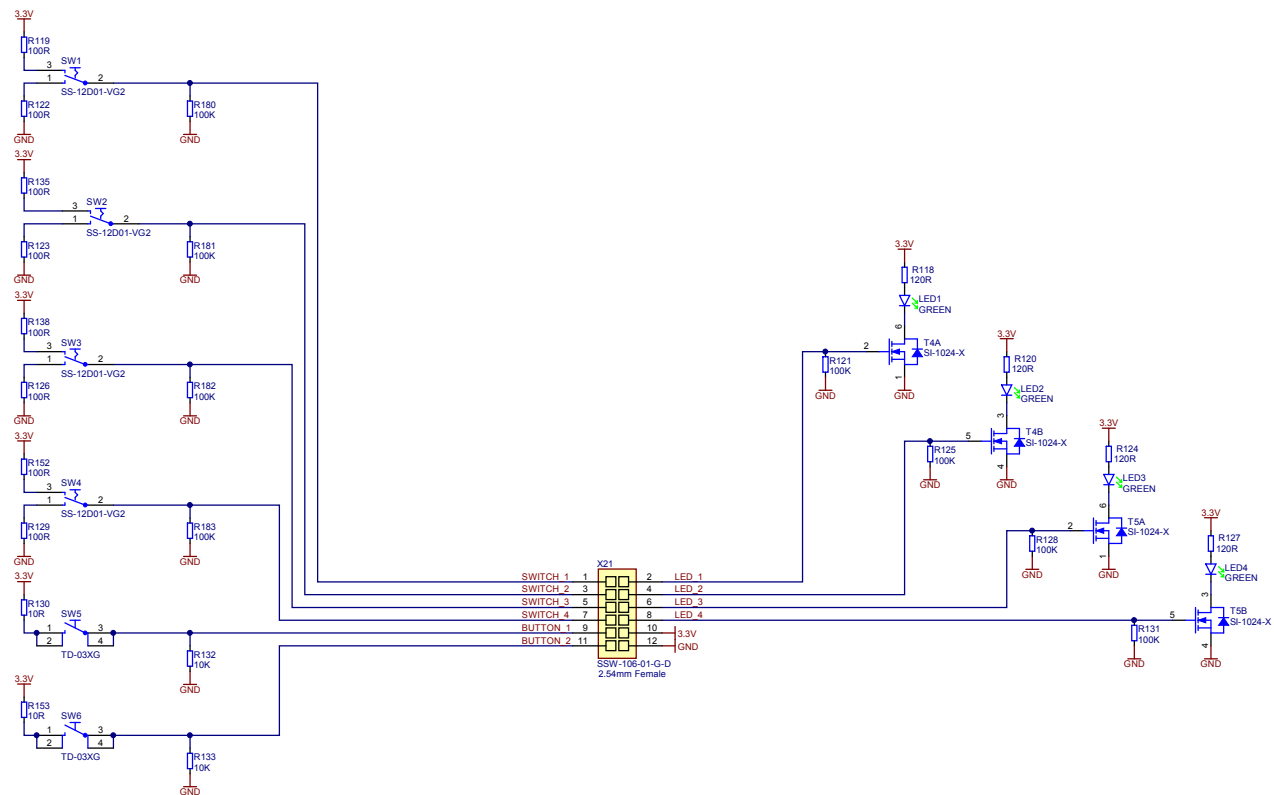 3.3V
R119
100R
SW1
3
1
2
SS-12D01-VG2
R122
100R
GND
R180
100K
GND
3.3V
R135
100R
SW2
3
1
2
SS-12D01-VG2
R123
100R
GND
R181
100K
GND
3.3V
R138
100R
SW3
3
1
2
SS-12D01-VG2
R126
100R
GND
R182
100K
GND
3.3V
R152
100R
SW4
3
1
2
SS-12D01-VG2
R129
100R
GND
R183
100K
GND
3.3V
R130
10R
SW5
1
2
3
4
TD-03XG
R132
10K
GND
3.3V
R153
10R
SW6
1
2
3
4
TD-03XG
R133
10K
GND
X21
SWITCH_1 1 2 LED_1
SWITCH_2 3 4 LED_2
SWITCH_3 5 6 LED_3
SWITCH_4 7 8 LED_4
BUTTON_1 9 10 3.3V
BUTTON_2 11 12 GND
SSW-106-01-G-D
2.54mm Female
3.3V
R118
120R
LED1
GREEN
6
2
T4A
SI-1024-X
1
GND
R121
100K
GND
3.3V
R120
120R
LED2
GREEN
3
5
T4B
SI-1024-X
4
GND
R125
100K
GND
3.3V
R124
120R
LED3
GREEN
6
2
T5A
SI-1024-X
1
GND
R128
100K
GND
3.3V
R127
120R
LED4
GREEN
3
5
T5B
SI-1024-X
4
GND
R131
100K
GND